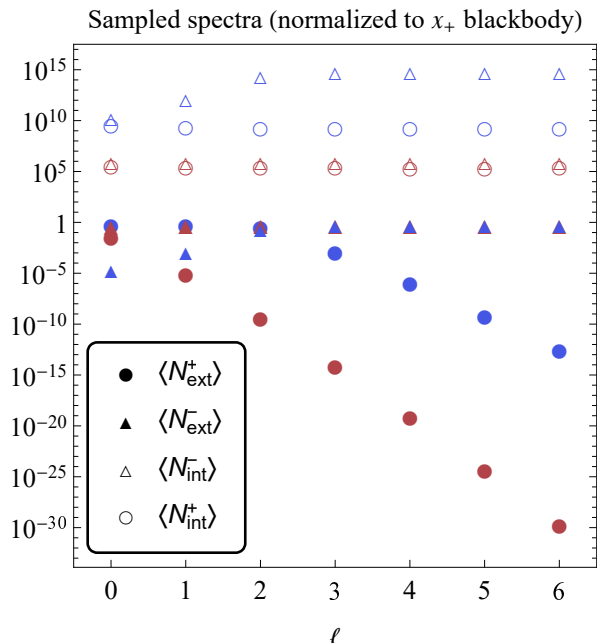 Sampled spectra (normalized to x₊ blackbody)
10¹⁵
10¹⁰
10⁵
1
10⁻⁵
10⁻¹⁰
10⁻¹⁵
10⁻²⁰
10⁻²⁵
10⁻³⁰
⟨N⁺ext⟩
⟨N⁻ext⟩
⟨N⁻int⟩
⟨N⁺int⟩
0 1 2 3 4 5 6
ℓ